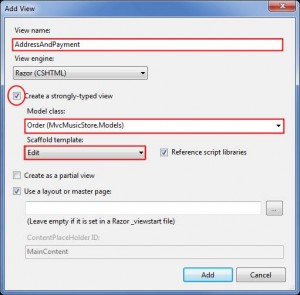 Add View
View name:
AddressAndPayment
View engine:
Razor (CSHTML)
Create a strongly-typed view
Model class:
Order (MvcMusicStore.Models)
Scaffold template:
Edit
Reference script libraries
Create as a partial view
Use a layout or master page:
...
(Leave empty if it is set in a Razor _viewstart file)
ContentPlaceHolder ID:
MainContent
Add
Cancel